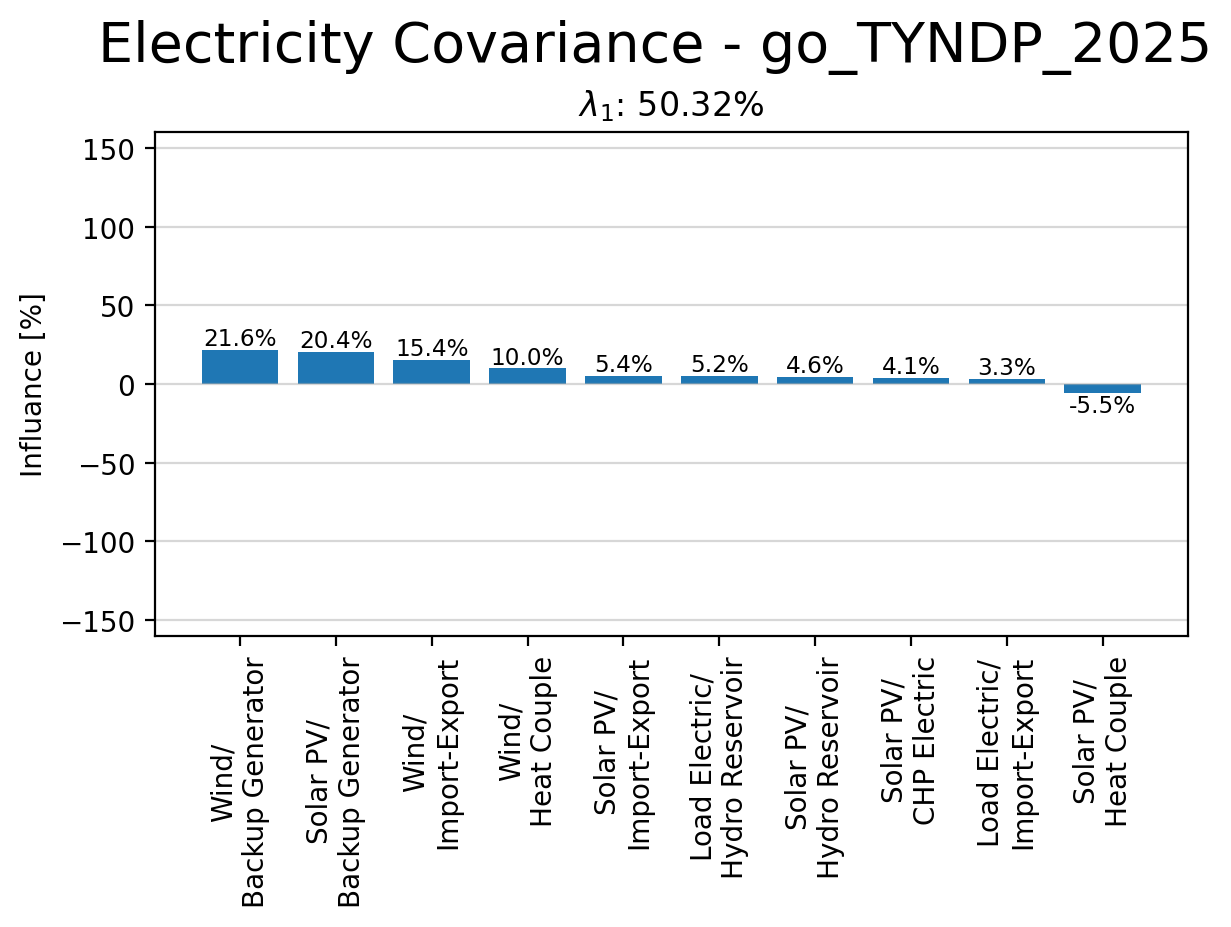 Electricity Covariance - go_TYNDP_2025
λ1: 50.32%
Influance [%]
150
100
50
0
−50
−100
−150
21.6%
20.4%
15.4%
10.0%
5.4%
5.2%
4.6%
4.1%
3.3%
-5.5%
Wind/
Backup Generator
Solar PV/
Backup Generator
Wind/
Import-Export
Wind/
Heat Couple
Solar PV/
Import-Export
Load Electric/
Hydro Reservoir
Solar PV/
Hydro Reservoir
Solar PV/
CHP Electric
Load Electric/
Import-Export
Solar PV/
Heat Couple